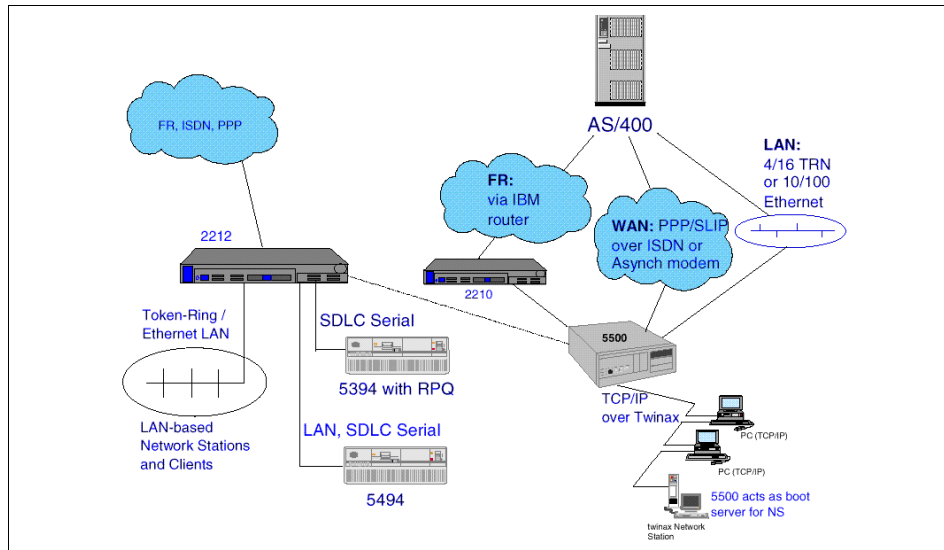 AS/400
FR, ISDN, PPP
LAN:
4/16 TRN
or 10/100
Ethernet
FR:
via IBM
router
WAN: PPP/SLIP
over ISDN or
Asynch modem
2212
2210
5500
Token-Ring /
Ethernet LAN
SDLC Serial
5394 with RPQ
TCP/IP
over Twinax
LAN-based
Network Stations
and Clients
LAN, SDLC Serial
5494
PC (TCP/IP)
PC (TCP/IP)
5500 acts as boot
server for NS
twinax Network
Station